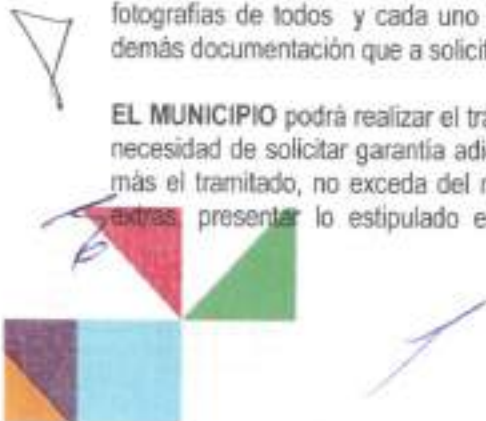 fotografías de todos y cada uno
demás documentación que a solici
EL MUNICIPIO podrá realizar el tra
necesidad de solicitar garantía adi
más el tramitado, no exceda del
extras, presentar lo estipulado e